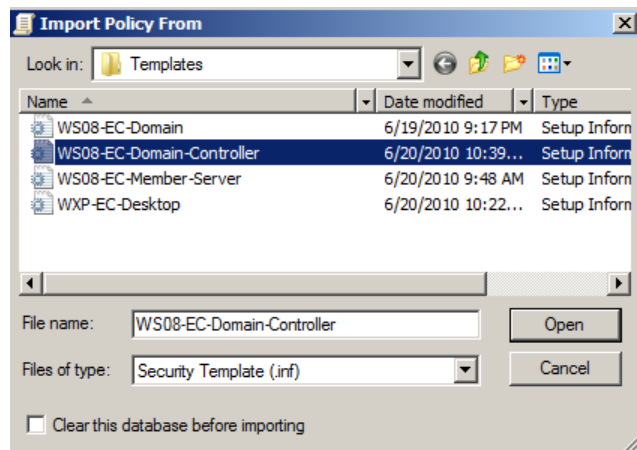 Import Policy From
Look in: Templates
Name Date modified Type
WS08-EC-Domain 6/19/2010 9:17 PM Setup Inform
WS08-EC-Domain-Controller 6/20/2010 10:39... Setup Inform
WS08-EC-Member-Server 6/20/2010 9:48 AM Setup Inform
WXP-EC-Desktop 6/20/2010 10:22... Setup Inform
File name: WS08-EC-Domain-Controller Open
Files of type: Security Template (.inf) Cancel
Clear this database before importing